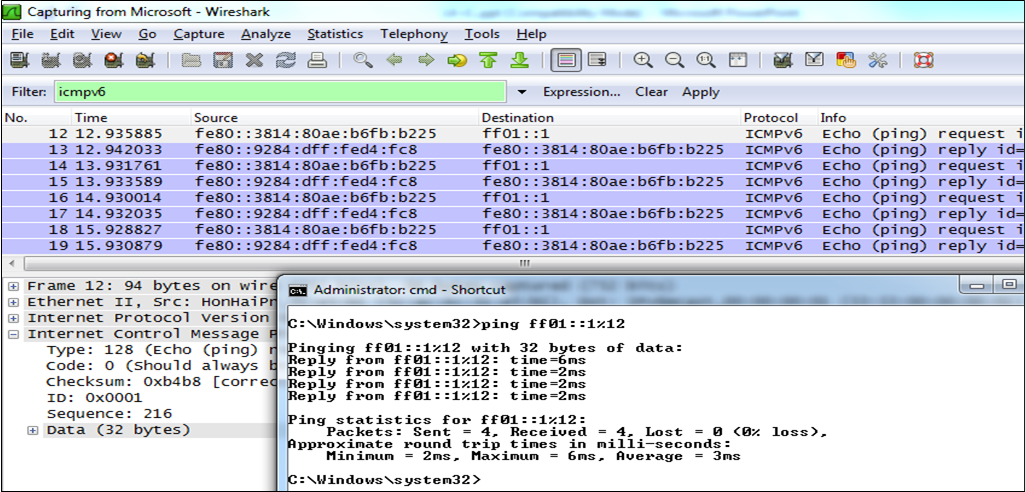 Capturing from Microsoft - Wireshark
File Edit View Go Capture Analyze Statistics Telephony Tools Help
Filter: icmpv6 Expression... Clear Apply
No. Time Source Destination Protocol Info
12 12.935885 fe80::3814:80ae:b6fb:b225 ff01::1 ICMPv6 Echo (ping) request i
13 12.942033 fe80::9284:dff:fed4:fc8 fe80::3814:80ae:b6fb:b225 ICMPv6 Echo (ping) reply id=
14 13.931761 fe80::3814:80ae:b6fb:b225 ff01::1 ICMPv6 Echo (ping) request i
15 13.933589 fe80::9284:dff:fed4:fc8 fe80::3814:80ae:b6fb:b225 ICMPv6 Echo (ping) reply id=
16 14.930014 fe80::3814:80ae:b6fb:b225 ff01::1 ICMPv6 Echo (ping) request i
17 14.932035 fe80::9284:dff:fed4:fc8 fe80::3814:80ae:b6fb:b225 ICMPv6 Echo (ping) reply id=
18 15.928827 fe80::3814:80ae:b6fb:b225 ff01::1 ICMPv6 Echo (ping) request i
19 15.930879 fe80::9284:dff:fed4:fc8 fe80::3814:80ae:b6fb:b225 ICMPv6 Echo (ping) reply id=
Frame 12: 94 bytes on wire
Ethernet II, Src: HonHaiPr
Internet Protocol Version
Internet Control Message P
Type: 128 (Echo (ping) r
Code: 0 (Should always b
Checksum: 0xb4b8 [correc
ID: 0x0001
Sequence: 216
Data (32 bytes)
Administrator: cmd - Shortcut
C:\Windows\system32>ping ff01::1%12
Pinging ff01::1%12 with 32 bytes of data:
Reply from ff01::1%12: time=6ms
Reply from ff01::1%12: time=2ms
Reply from ff01::1%12: time=2ms
Reply from ff01::1%12: time=2ms
Ping statistics for ff01::1%12:
Packets: Sent = 4, Received = 4, Lost = 0 (0% loss),
Approximate round trip times in milli-seconds:
Minimum = 2ms, Maximum = 6ms, Average = 3ms
C:\Windows\system32>